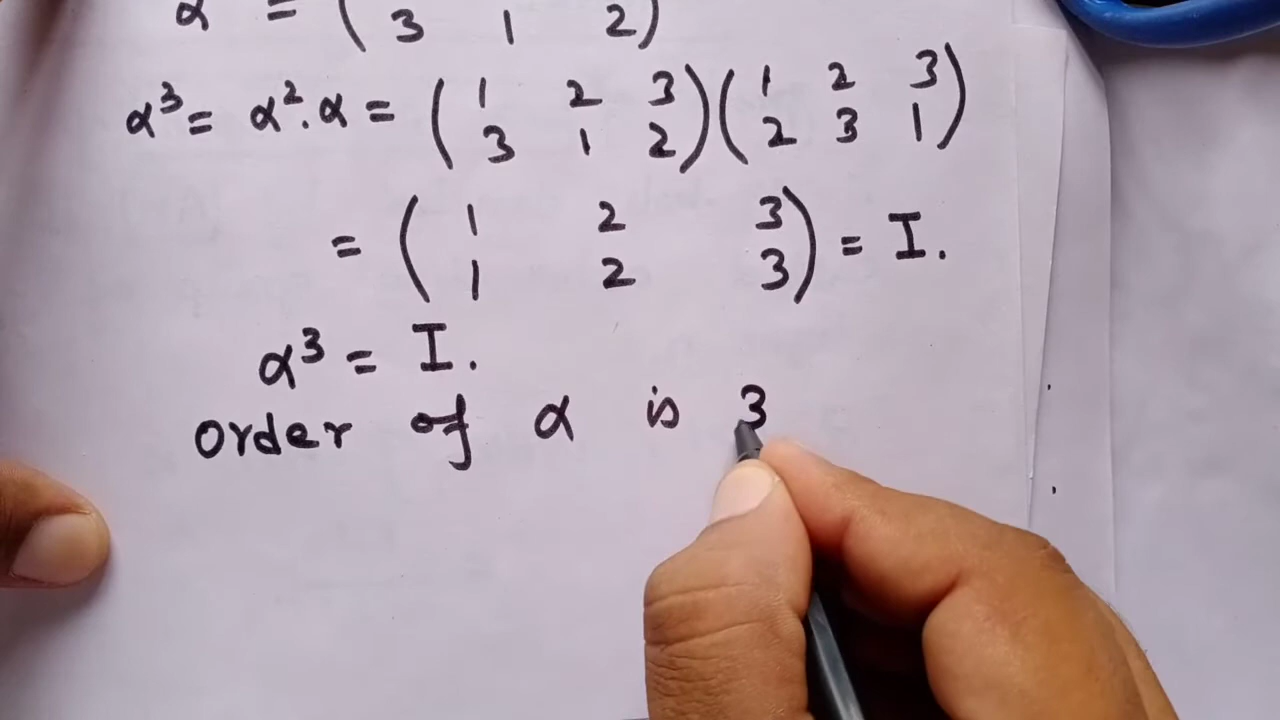 α = ( 3 1 2 )
α³ = α².α = ( 1 2 3 ) ( 1 2 3 )
( 3 1 2 ) ( 2 3 1 )
= ( 1 2 3 ) = I.
( 1 2 3 )
α³ = I.
order of α is 3